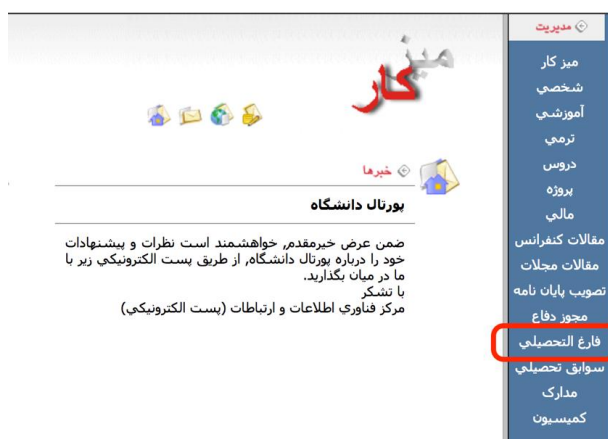 مديريت
ميز کار
شخصي
آموزشي
ترمي
دروس
پروژه
مالي
مقالات کنفرانس
مقالات مجلات
تصويب پايان نامه
مجوز دفاع
فارغ التحصيلي
سوابق تحصيلي
مدارک
کميسيون
ميز
کار
خبرها
پورتال دانشگاه
ضمن عرض خيرمقدم, خواهشمند است نظرات و پيشنهادات
خود را درباره پورتال دانشگاه, از طريق پست الکترونيکي زير با
ما در ميان بگذاريد.
با تشکر
مرکز فناوري اطلاعات و ارتباطات (پست الکترونيکي)